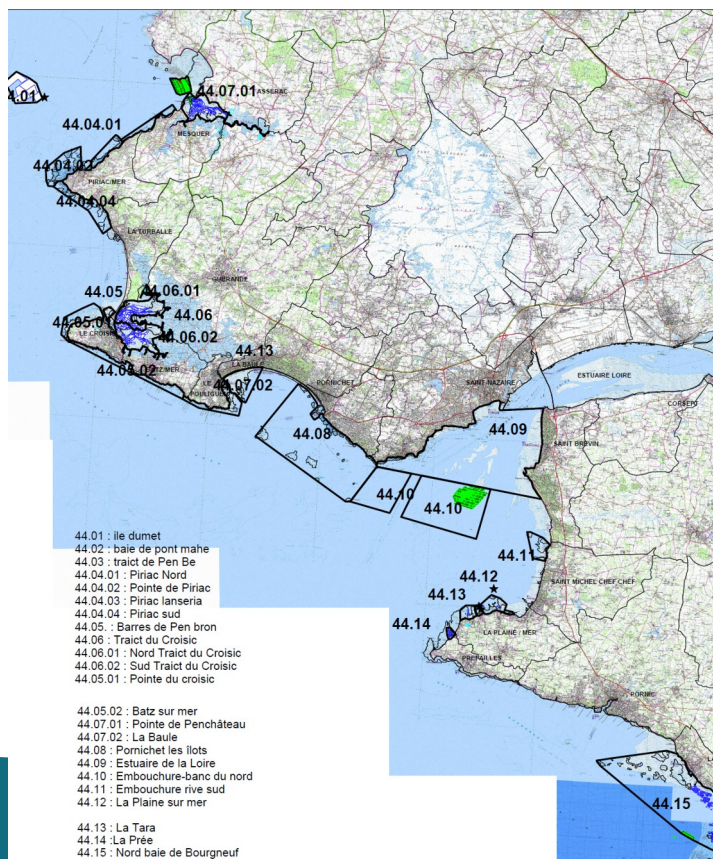 4.01
44.07.01
ASSERAC
44.04.01
MESQUER
44.04.02
PIRIAC/MER
44.04.04
LA TURBALLE
GUERANDE
44.05
44.06.01
44.06
44.05.01
LE CROISIC
44.06.02
44.05.02
BATZ/MER
44.13
LA BAULE
LE POULIGUEN
44.07.02
PORNICHET
SAINT-NAZAIRE
ESTUAIRE LOIRE
CORSEPT
44.08
44.09
SAINT BREVIN
44.10
44.10
44.11
SAINT MICHEL CHEF CHEF
44.12
44.13
44.14
LA PLAINE / MER
PREFAILLES
PORNIC
44.15
44.01 : ile dumet
44.02 : baie de pont mahe
44.03 : traict de Pen Be
44.04.01 : Piriac Nord
44.04.02 : Pointe de Piriac
44.04.03 : Piriac lanseria
44.04.04 : Piriac sud
44.05. : Barres de Pen bron
44.06 : Traict du Croisic
44.06.01 : Nord Traict du Croisic
44.06.02 : Sud Traict du Croisic
44.05.01 : Pointe du croisic
44.05.02 : Batz sur mer
44.07.01 : Pointe de Penchâteau
44.07.02 : La Baule
44.08 : Pornichet les îlots
44.09 : Estuaire de la Loire
44.10 : Embouchure-banc du nord
44.11 : Embouchure rive sud
44.12 : La Plaine sur mer
44.13 : La Tara
44.14 :La Prée
44.15 : Nord baie de Bourgneuf